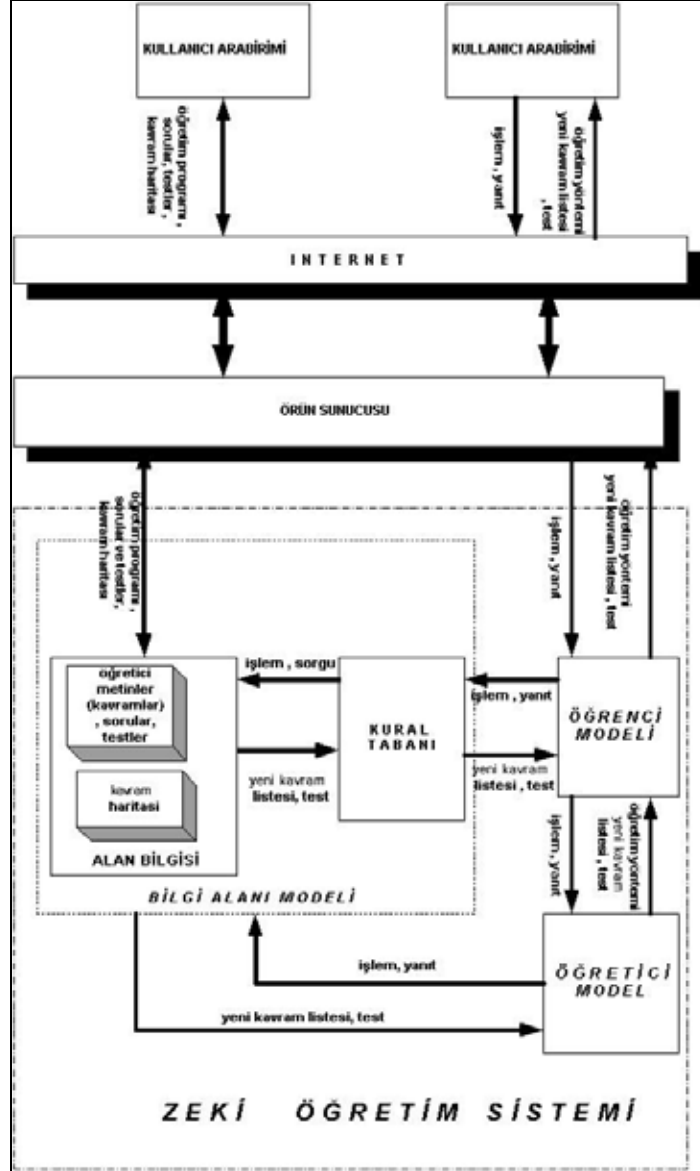 KULLANICI ARABİRİMİ
KULLANICI ARABİRİMİ
öğretim programı,
sorular, testler,
kavram haritası
işlem, yanıt
öğretim yöntemi
yeni kavram listesi
, test
INTERNET
ÖRÜN SUNUCUSU
öğretim programı,
sorular ve testler,
kavram haritası
işlem, yanıt
öğretim yöntemi
yeni kavram listesi, test
öğretici
metinler
(kavramlar)
, sorular,
testler
kavram
haritasi
ALAN BİLGİSİ
işlem, sorgu
yeni kavram
listesi, test
KURAL
TABANI
işlem, yanıt
yeni kavram
listesi, test
ÖĞRENCİ
MODELİ
BİLGİ ALANI MODELİ
işlem, yanıt
öğretim yöntemi
yeni kavram
listesi, test
ÖĞRETİCİ
MODEL
işlem, yanıt
yeni kavram listesi, test
ZEKİ ÖĞRETİM SİSTEMİ